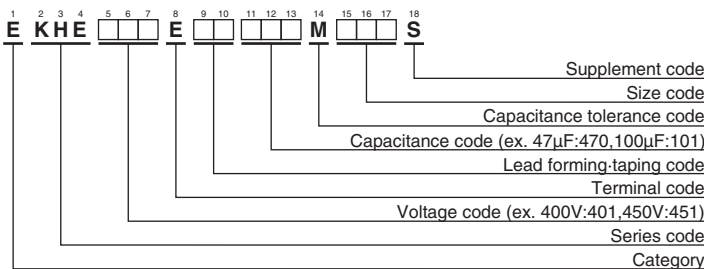 1 2 3 4 5 6 7 8 9 10 11 12 13 14 15 16 17 18
E KHE E M S
Supplement code
Size code
Capacitance tolerance code
Capacitance code (ex. 47µF:470,100µF:101)
Lead forming·taping code
Terminal code
Voltage code (ex. 400V:401,450V:451)
Series code
Category